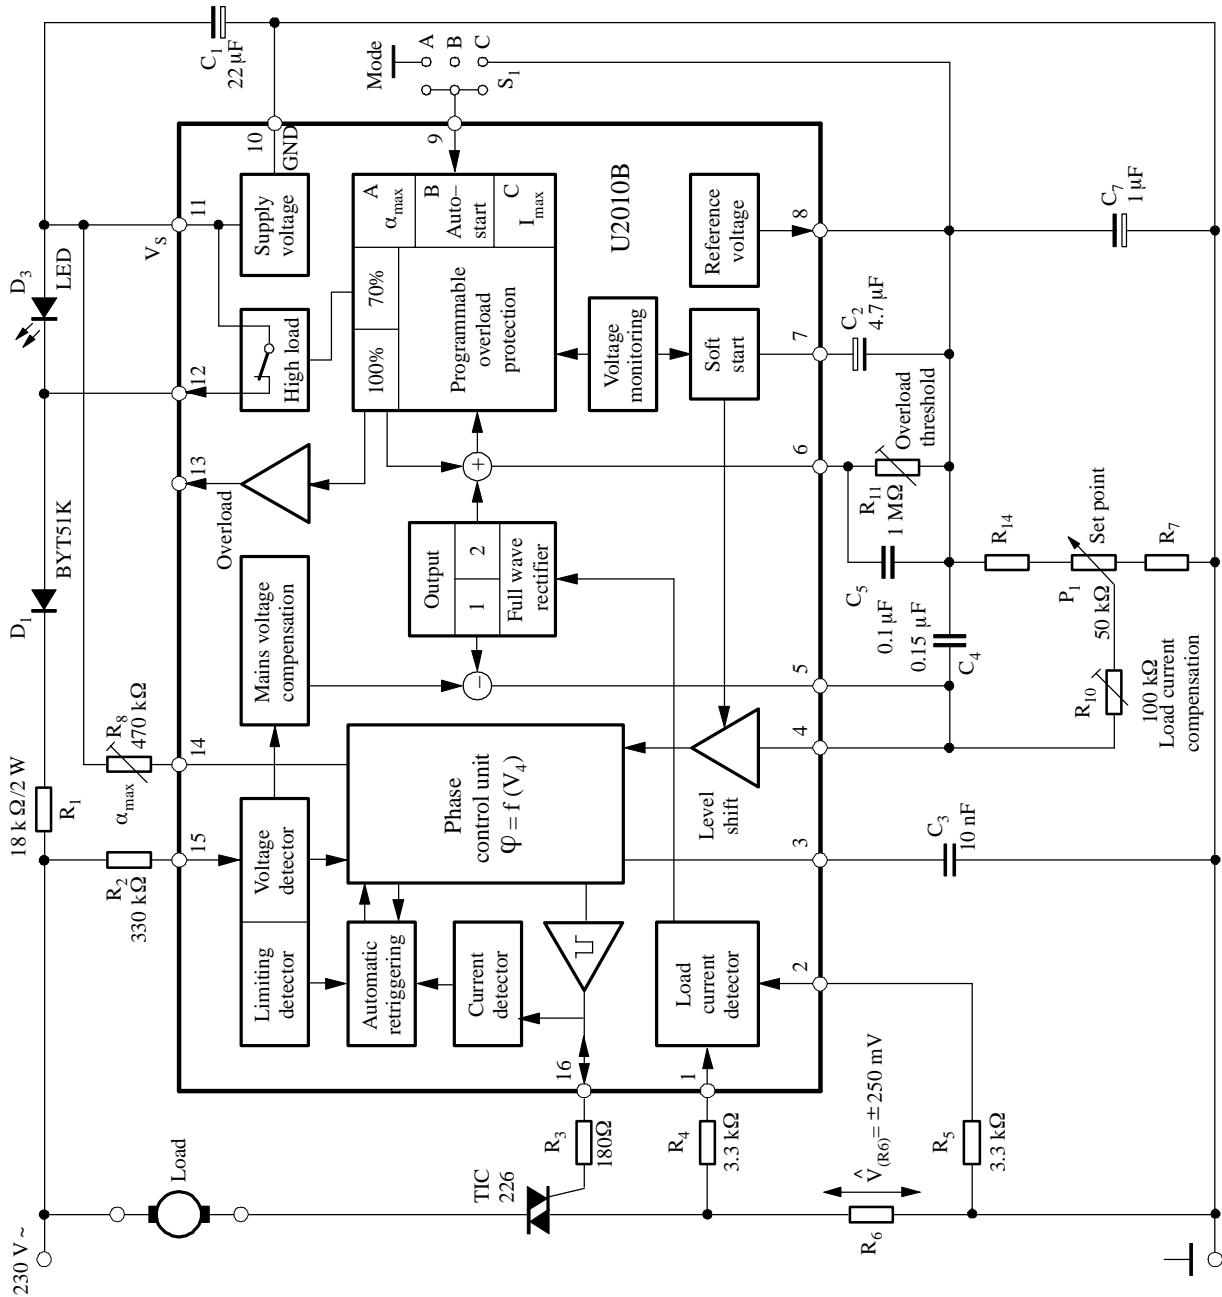 230 V ~
Load
R1
18 k Ω/2 W
D1
BYT51K
D3
LED
C1
22 μF
R2
330 kΩ
αmax
R8
470 kΩ
VS
15
14
Overload
13
12
11
10
GND
Limiting
detector
Voltage
detector
Mains voltage
compensation
High load
Supply
voltage
Automatic
retriggering
Phase
control unit
φ = f (V4)
100%
70%
A
αmax
Programmable
overload
protection
B
Auto–
start
C
Imax
9
Mode
A
B
C
S1
Current
detector
Output
1
2
Full wave
rectifier
–
+
TIC
226
R3
180Ω
16
Voltage
monitoring
U2010B
Load
current
detector
Level
shift
Soft
start
Reference
voltage
1
R4
3.3 kΩ
2
3
4
5
6
7
8
R6
V̂(R6) = ± 250 mV
R5
3.3 kΩ
C3
10 nF
C5
0.1 μF
R11
1 MΩ
Overload
threshold
C2
4.7 μF
0.15 μF
C4
R14
R10
100 kΩ
Load current
compensation
P1
50 kΩ
Set point
R7
C7
1 μF